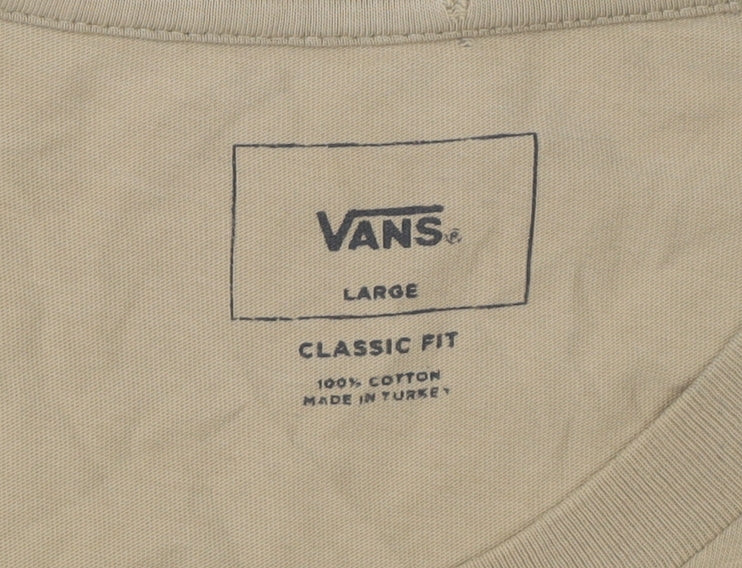 VANS®
LARGE
CLASSIC FIT
100% COTTON
MADE IN TURKEY